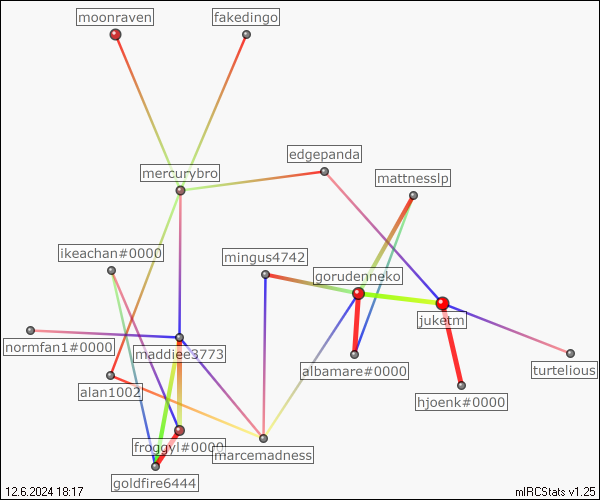 moonraven
fakedingo
edgepanda
mercurybro
mattnesslp
ikeachan#0000
mingus4742
gorudenneko
juketm
normfan1#0000
maddiee3773
albamare#0000
turtelious
alan1002
hjoenk#0000
froggyl#0000
marcemadness
goldfire6444
12.6.2024 18:17
mIRCStats v1.25